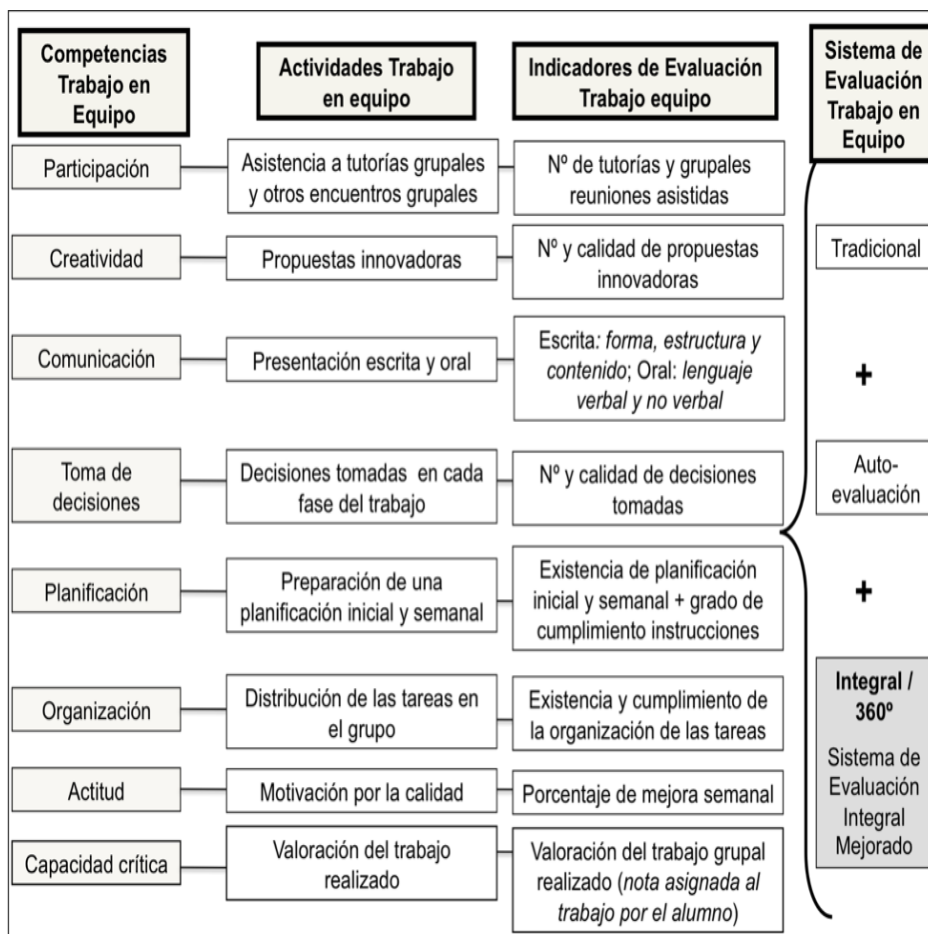 Competencias
Trabajo en
Equipo
Actividades Trabajo
en equipo
Indicadores de Evaluación
Trabajo equipo
Sistema de
Evaluación
Trabajo en
Equipo
Participación
Asistencia a tutorías grupales
y otros encuentros grupales
Nº de tutorías y grupales
reuniones asistidas
Creatividad
Propuestas innovadoras
Nº y calidad de propuestas
innovadoras
Tradicional
Comunicación
Presentación escrita y oral
Escrita: forma, estructura y
contenido; Oral: lenguaje
verbal y no verbal
+
Toma de
decisiones
Decisiones tomadas en cada
fase del trabajo
Nº y calidad de decisiones
tomadas
Auto-
evaluación
Planificación
Preparación de una
planificación inicial y semanal
Existencia de planificación
inicial y semanal + grado de
cumplimiento instrucciones
+
Organización
Distribución de las tareas en
el grupo
Existencia y cumplimiento de
la organización de las tareas
Integral /
360º
Sistema de
Evaluación
Integral
Mejorado
Actitud
Motivación por la calidad
Porcentaje de mejora semanal
Capacidad crítica
Valoración del trabajo
realizado
Valoración del trabajo grupal
realizado (nota asignada al
trabajo por el alumno)